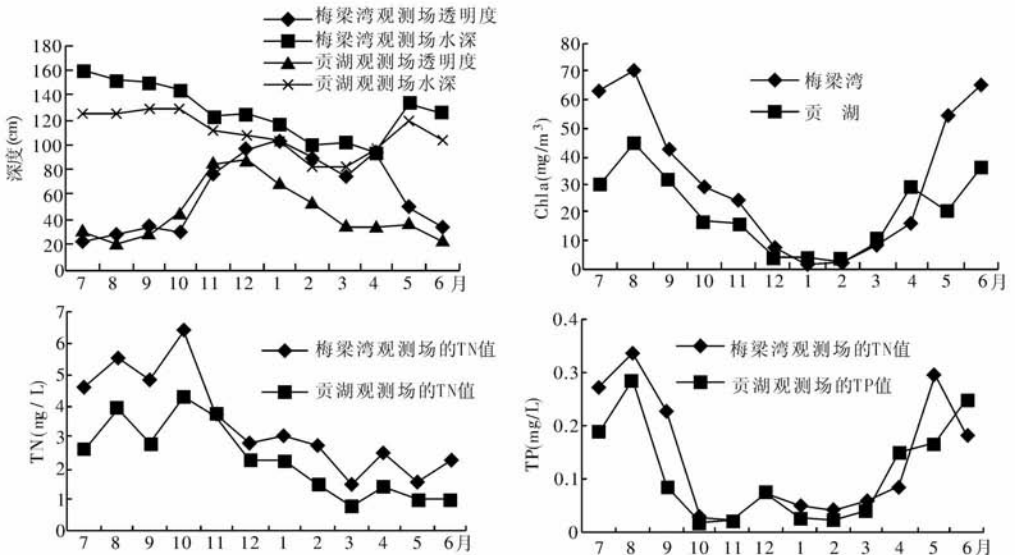 梅梁湾观测场透明度
梅梁湾观测场水深
贡湖观测场透明度
贡湖观测场水深
深度(cm)
180
160
140
120
100
80
60
40
20
0
7 8 9 10 11 12 1 2 3 4 5 6月
梅梁湾
贡 湖
Chla(mg/m³)
80
70
60
50
40
30
20
10
0
7 8 9 10 11 12 1 2 3 4 5 6月
梅梁湾观测场的TN值
贡湖观测场的TN值
TN(ng/L)
7
6
5
4
3
2
1
0
7 8 9 10 11 12 1 2 3 4 5 6月
梅梁湾观测场的TN值
贡湖观测场的TP值
TP(mg/L)
0.4
0.3
0.2
0.1
0
7 8 9 10 11 12 1 2 3 4 5 6月